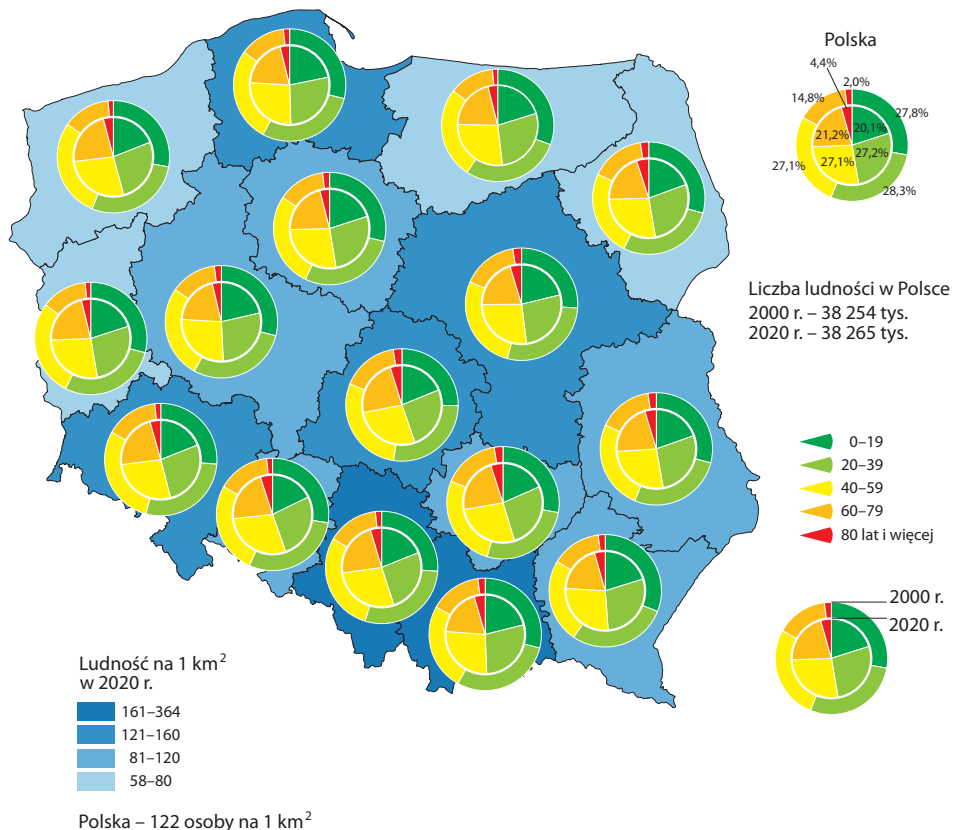 Polska
4,4%
2,0%
14,8%
27,8%
21,2%
20,1%
27,1%
27,1%
27,2%
28,3%
Liczba ludności w Polsce
2000 r. – 38 254 tys.
2020 r. – 38 265 tys.
0–19
20–39
40–59
60–79
80 lat i więcej
2000 r.
2020 r.
Ludność na 1 km²
w 2020 r.
161–364
121–160
81–120
58–80
Polska – 122 osoby na 1 km²